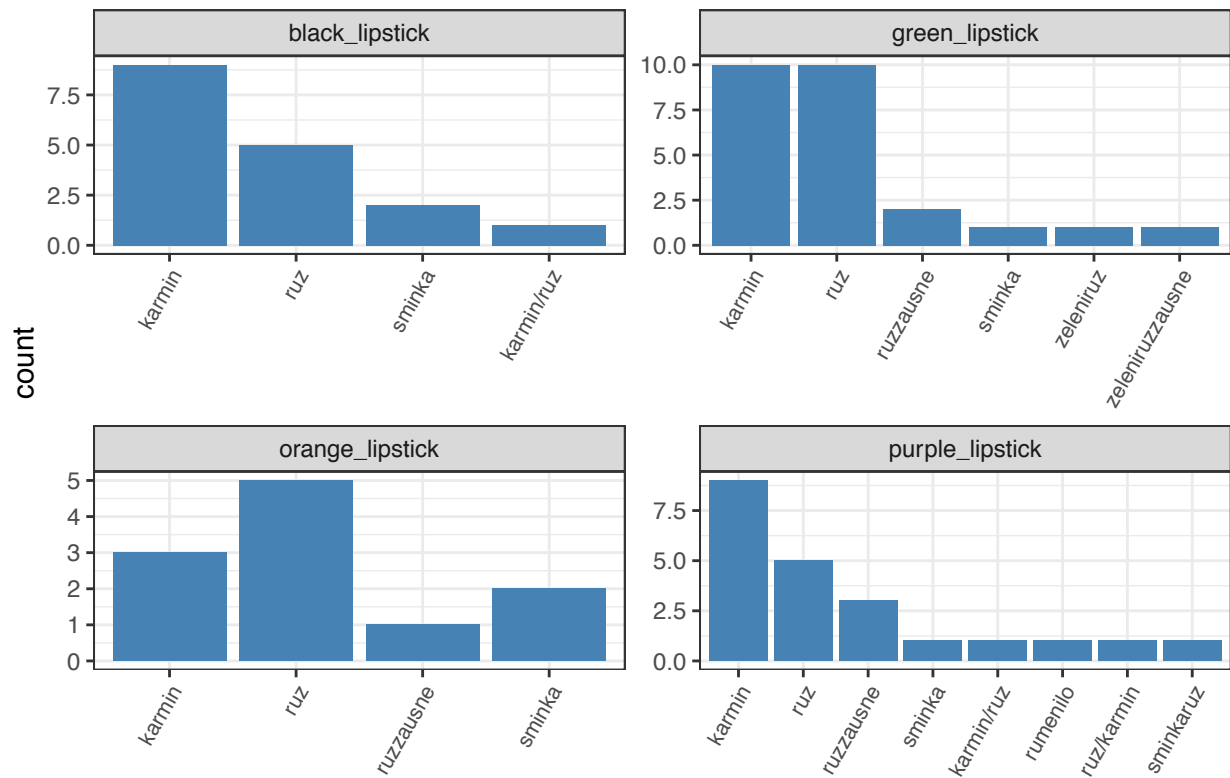 black_lipstick
7.5
5.0
2.5
0.0
karmin
ruz
sminka
karmin/ruz
green_lipstick
10.0
7.5
5.0
2.5
0.0
karmin
ruz
ruzzausne
sminka
zeleniruz
zeleniruzzausne
count
orange_lipstick
5
4
3
2
1
0
karmin
ruz
ruzzausne
sminka
purple_lipstick
7.5
5.0
2.5
0.0
karmin
ruz
ruzzausne
sminka
karmin/ruz
rumenilo
ruz/karmin
sminkaruz